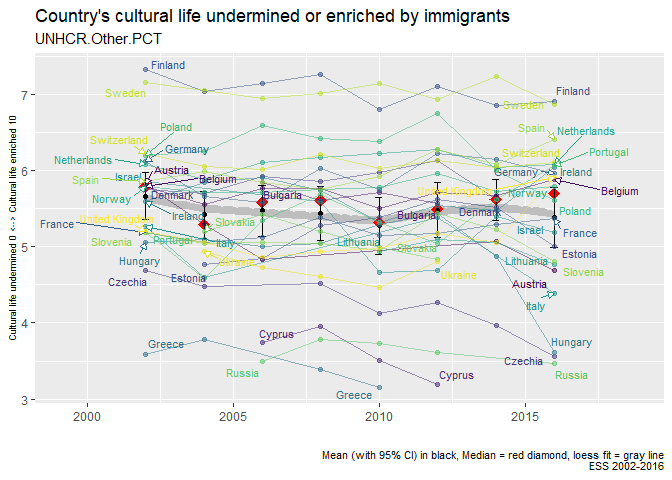 Country's cultural life undermined or enriched by immigrants
UNHCR.Other.PCT
Cultural life undermined 0 <--> Cultural life enriched 10
7
6
5
4
3
Finland
Sweden
Switzerland
Poland
Germany
Netherlands
Austria
Israel
Belgium
Spain
Denmark
Norway
Ireland
United Kingdom
France
Slovakia
Portugal
Slovenia
Italy
Hungary
Ukraine
Czechia
Estonia
Greece
Cyprus
Russia
Bulgaria
Lithuania
Greece
Cyprus
Bulgaria
Slovakia
Ukraine
United Kingdom
Finland
Sweden
Spain
Netherlands
Switzerland
Portugal
Germany
Ireland
Norway
Belgium
Denmark
Poland
Israel
France
Lithuania
Estonia
Slovenia
Austria
Italy
Hungary
Czechia
Russia
2000
2005
2010
2015
Mean (with 95% CI) in black, Median = red diamond, loess fit = gray line
ESS 2002-2016